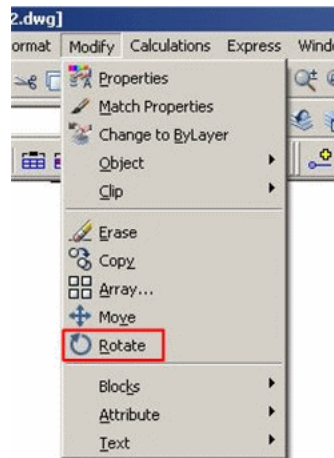 2.dwg]
ormat Modify Calculations Express Wind
Properties
Match Properties
Change to ByLayer
Object
Clip
Erase
Copy
Array...
Move
Rotate
Blocks
Attribute
Text